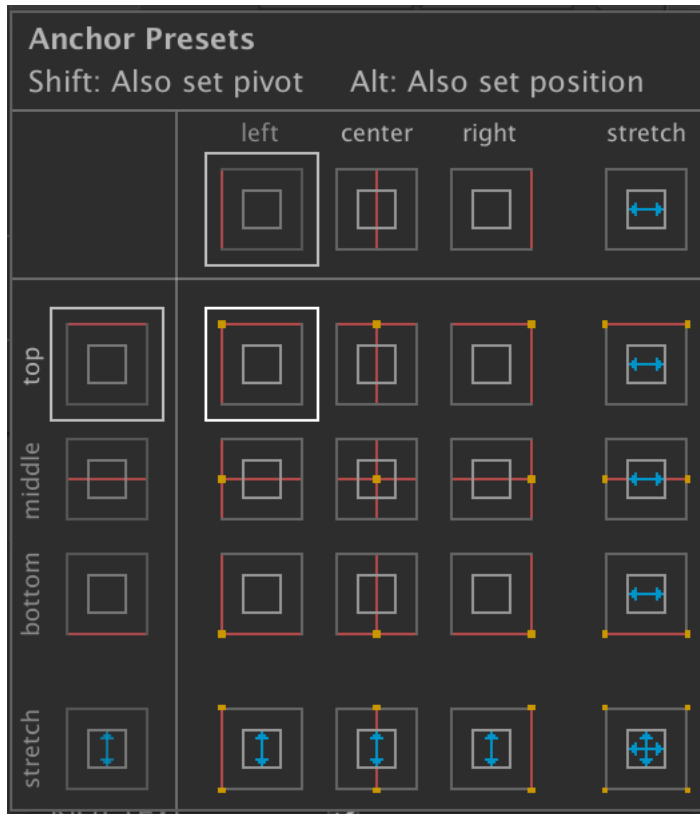 Anchor Presets
Shift: Also set pivot Alt: Also set position
left center right stretch
top
middle
bottom
stretch